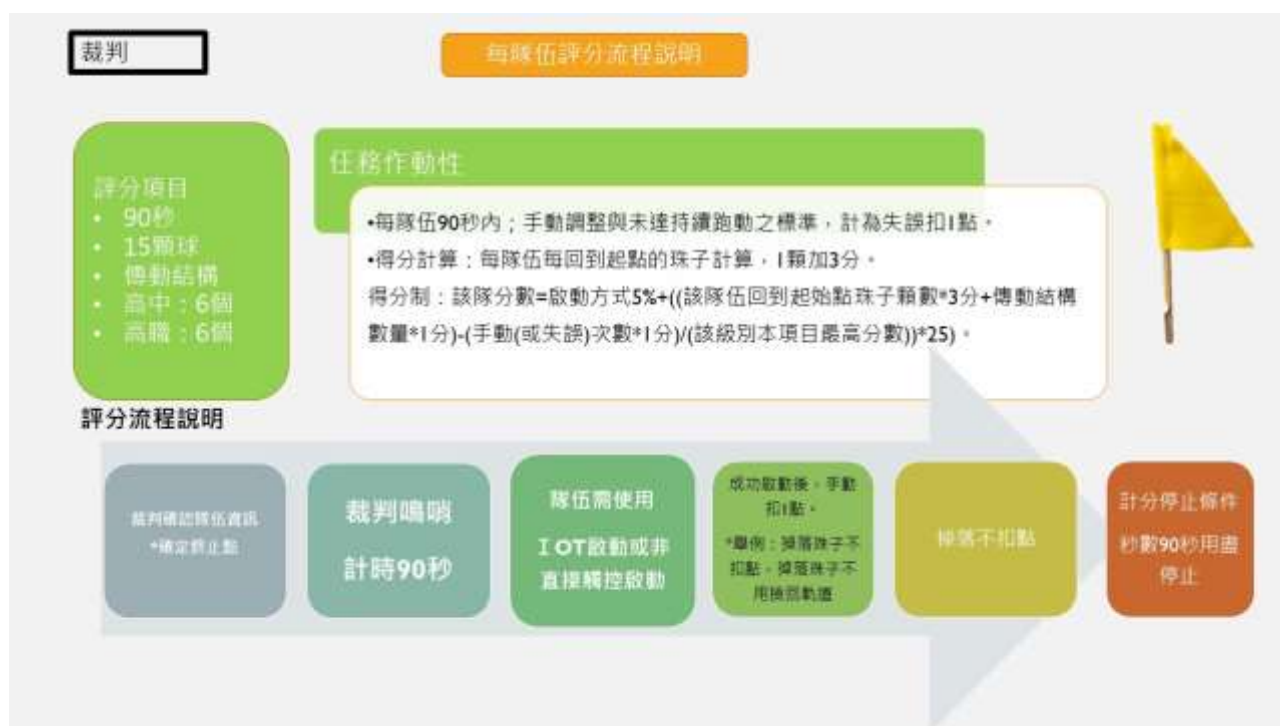 裁判
每隊伍評分流程說明
評分項目
• 90秒
• 15顆球
• 傳動結構
• 高中：6個
• 高職：6個
任務作動性
•每隊伍90秒內；手動調整與未達持續跑動之標準，計為失誤扣1點。
•得分計算：每隊伍每回到起點的珠子計算，1顆加3分。
得分制：該隊分數=啟動方式5%+((該隊伍回到起始點珠子顆數*3分+傳動結構
數量*1分)-(手動(或失誤)次數*1分)/(該級別本項目最高分數))*25)。
評分流程說明
裁判確認隊伍資訊
*確定終止點
裁判鳴哨
計時90秒
隊伍需使用
IOT啟動或非
直接觸控啟動
成功啟動後，手動
扣1點。
*舉例：掉落珠子不
扣點，掉落珠子不
用撿回軌道
掉落不扣點
計分停止條件
秒數90秒用盡
停止